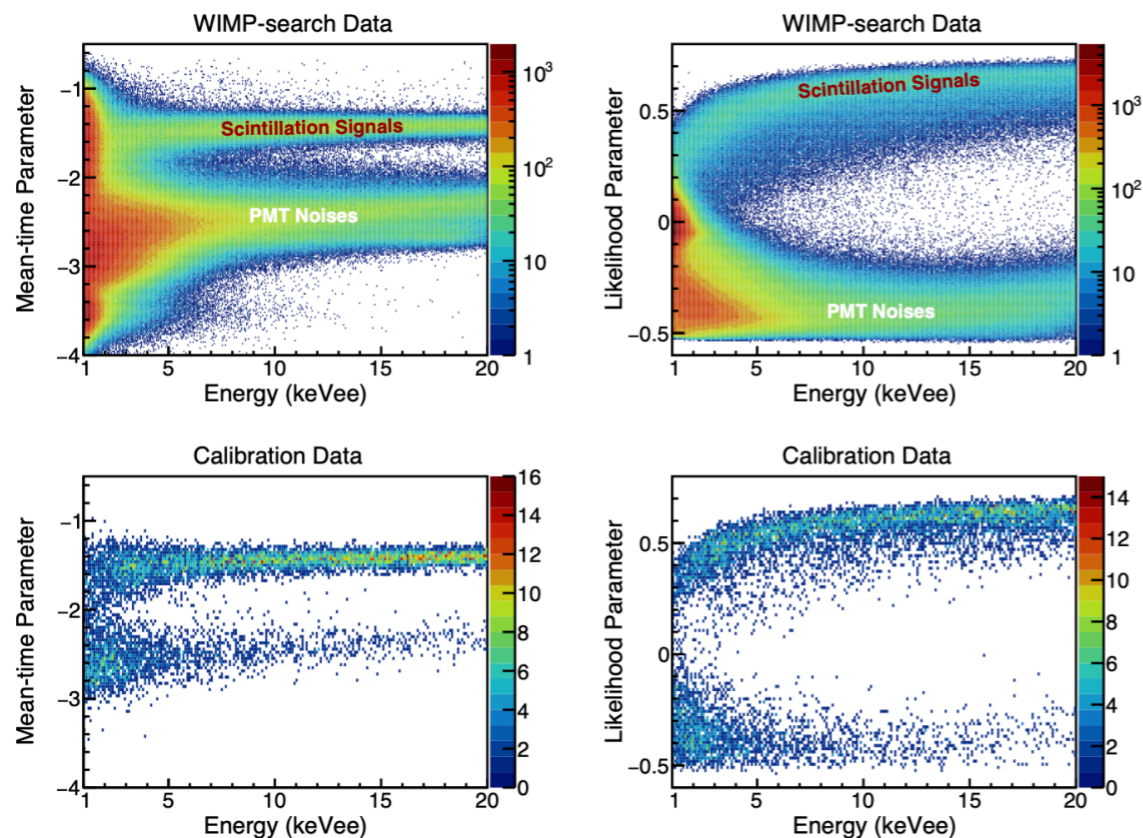 WIMP-search Data
Mean-time Parameter
−1
−2
−3
−4
Scintillation Signals
PMT Noises
10³
10²
10
1
1 5 10 15 20
Energy (keVee)
WIMP-search Data
Likelihood Parameter
0.5
0
−0.5
Scintillation Signals
PMT Noises
10³
10²
10
1
1 5 10 15 20
Energy (keVee)
Calibration Data
Mean-time Parameter
−1
−2
−3
−4
16
14
12
10
8
6
4
2
0
1 5 10 15 20
Energy (keVee)
Calibration Data
Likelihood Parameter
0.5
0
−0.5
14
12
10
8
6
4
2
0
1 5 10 15 20
Energy (keVee)